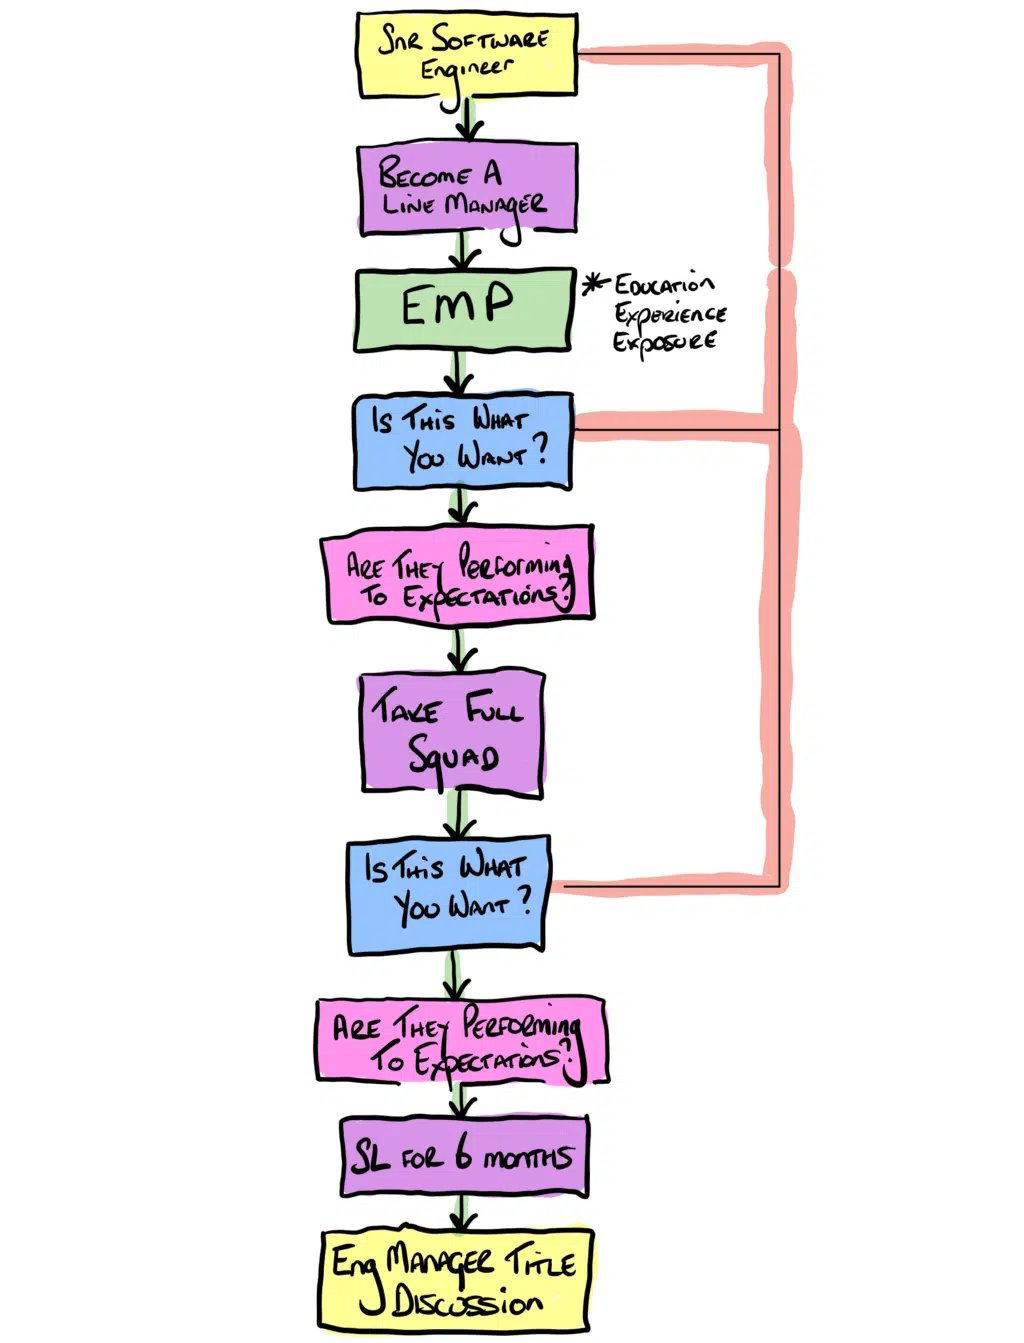 Snr Software
Engineer
Become A
Line Manager
EMP
* Education
Experience
Exposure
Is This What
You Want?
Are They Performing
To Expectations?
Take Full
Squad
Is This What
You Want?
Are They Performing
To Expectations?
SL for 6 months
Eng Manager Title
Discussion